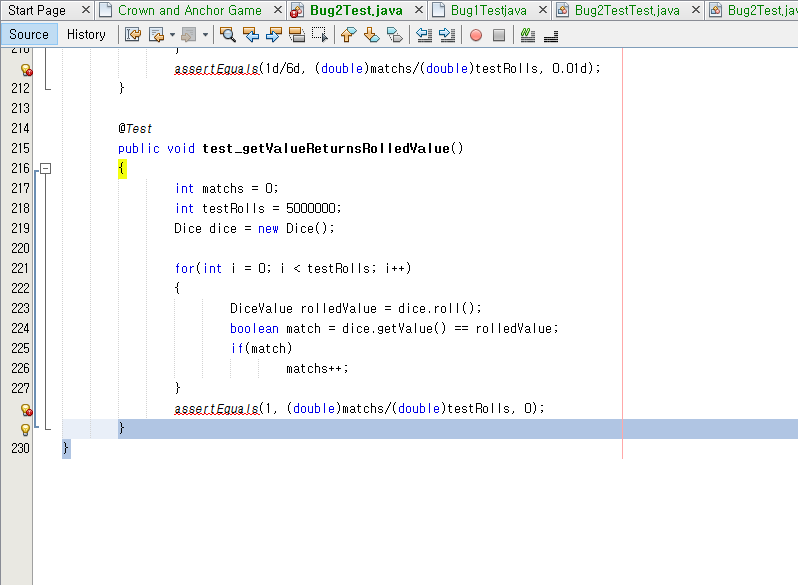 Start Page
Crown and Anchor Game
Bug2Test.java
Bug1Testjava
Bug2TestTest.java
Bug2Test.jav
Source
History
}
assertEquals(1d/6d, (double)matchs/(double)testRolls, 0.01d);
212 }
213
214 @Test
215 public void test_getValueReturnsRolledValue()
216 {
217 int matchs = 0;
218 int testRolls = 5000000;
219 Dice dice = new Dice();
220
221 for(int i = 0; i < testRolls; i++)
222 {
223 DiceValue rolledValue = dice.roll();
224 boolean match = dice.getValue() == rolledValue;
225 if(match)
226 matchs++;
227 }
assertEquals(1, (double)matchs/(double)testRolls, 0);
}
230 }